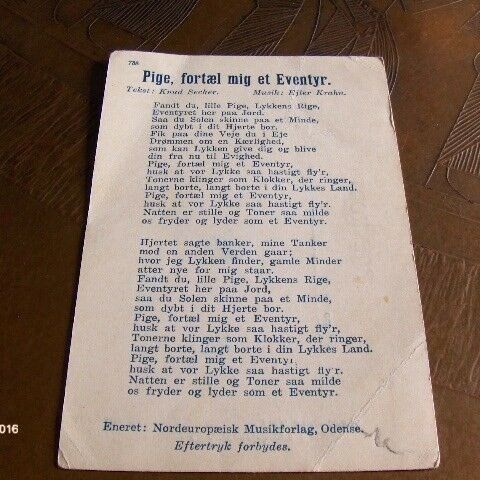 786
Pige, fortæl mig et Eventyr.
Tekst: Knud Secher. Musik: Efter Krahn.
Fandt du, lille Pige, Lykkens Rige,
Eventyret her paa Jord.
Saa du Solen skinne paa et Minde,
som dybt i dit Hjerte bor.
Fik paa dine Veje du i Eje
Drømmen om en Kærlighed,
som kan Lykken give dig og blive
din fra nu til Evighed.
Pige, fortæl mig et Eventyr,
husk at vor Lykke saa hastigt fly'r.
Tonerne klinger som Klokker, der ringer,
langt borte, langt borte i din Lykkes Land.
Pige, fortæl mig et Eventyr,
husk at vor Lykke saa hastigt fly'r.
Natten er stille og Toner saa milde
os fryder og lyder som et Eventyr.
Hjertet sagte banker, mine Tanker
mod en anden Verden gaar;
hvor jeg Lykken finder, gamle Minder
atter nye for mig staar.
Fandt du, lille Pige, Lykkens Rige,
Eventyret her paa Jord,
saa du Solen skinne paa et Minde,
som dybt i dit Hjerte bor.
Pige, fortæl mig et Eventyr,
husk at vor Lykke saa hastigt fly'r,
Tonerne klinger som Klokker, der ringer,
langt borte, langt borte i din Lykkes Land.
Pige, fortæl mig et Eventyr,
husk at vor Lykke saa hastigt fly'r.
Natten er stille og Toner saa milde
os fryder og lyder som et Eventyr.
Eneret: Nordeuropæisk Musikforlag, Odense.
Eftertryk forbydes.
016